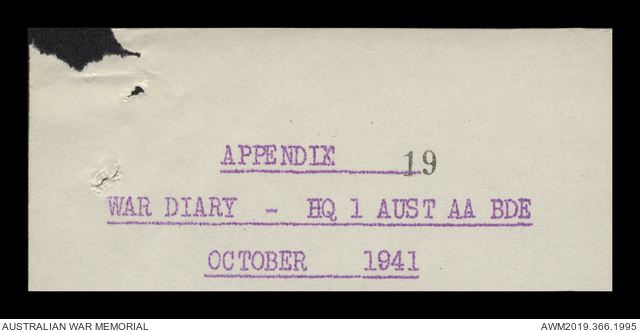 APPENDIX 19
WAR DIARY - HQ 1 AUST AA BDE
OCTOBER 1941
AUSTRALIAN WAR MEMORIAL AWM2019.366.1995